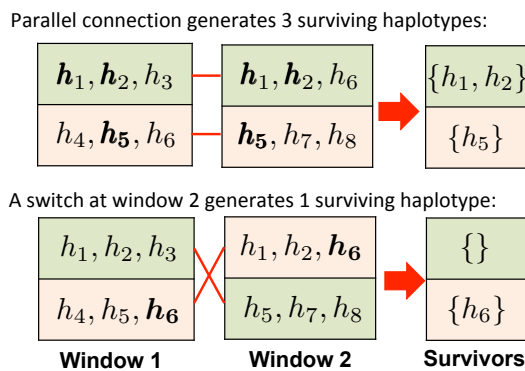 Parallel connection generates 3 surviving haplotypes:
h₁, h₂, h₃ h₁, h₂, h₆ {h₁, h₂}
h₄, h₅, h₆ h₅, h₇, h₈ {h₅}
A switch at window 2 generates 1 surviving haplotype:
h₁, h₂, h₃ h₁, h₂, h₆ {}
h₄, h₅, h₆ h₅, h₇, h₈ {h₆}
Window 1 Window 2 Survivors